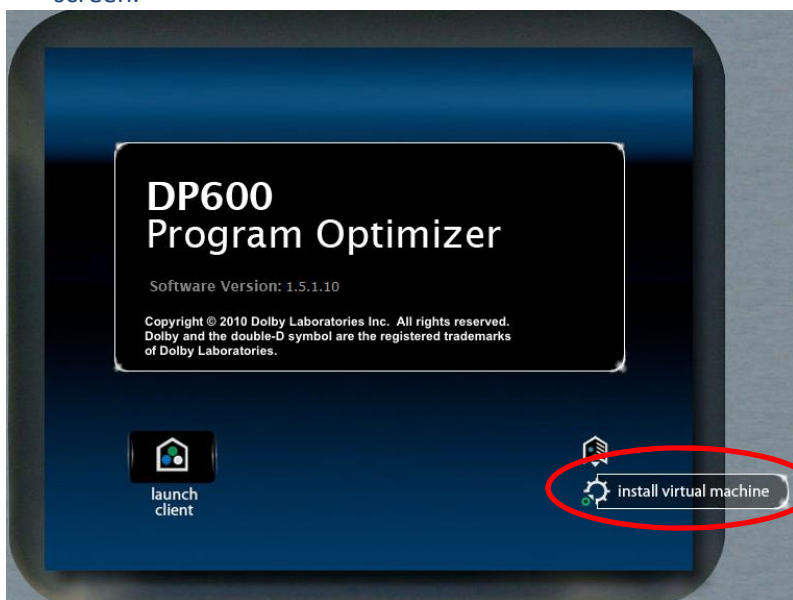 screen.
DP600
Program Optimizer
Software Version: 1.5.1.10
Copyright © 2010 Dolby Laboratories Inc. All rights reserved.
Dolby and the double-D symbol are the registered trademarks
of Dolby Laboratories.
launch
client
install virtual machine